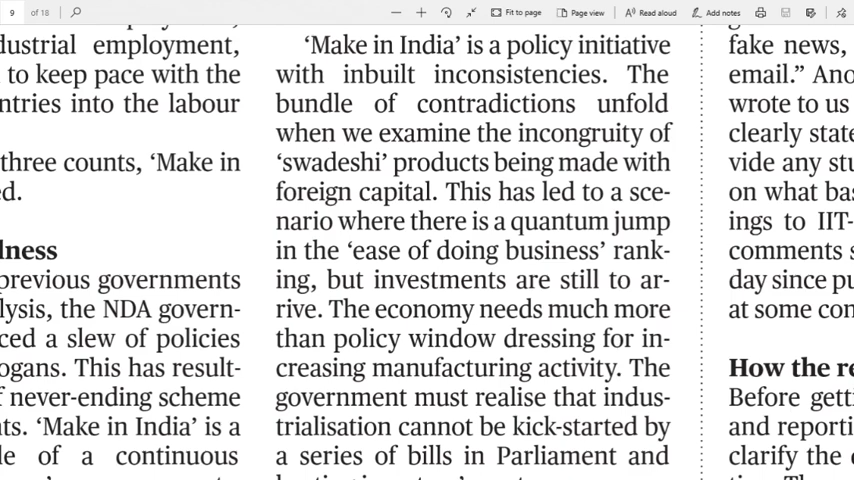 9 of 18 Fit to page Page view Read aloud Add notes
dustrial employment,
to keep pace with the
ntries into the labour
three counts, ‘Make in
ed.
lness
previous governments
lysis, the NDA govern-
ced a slew of policies
ogans. This has result-
f never-ending scheme
ts. ‘Make in India’ is a
le of a continuous
‘Make in India’ is a policy initiative
with inbuilt inconsistencies. The
bundle of contradictions unfold
when we examine the incongruity of
‘swadeshi’ products being made with
foreign capital. This has led to a sce-
nario where there is a quantum jump
in the ‘ease of doing business’ rank-
ing, but investments are still to ar-
rive. The economy needs much more
than policy window dressing for in-
creasing manufacturing activity. The
government must realise that indus-
trialisation cannot be kick-started by
a series of bills in Parliament and
fake news,
email.” Ano
wrote to us
clearly state
vide any stu
on what bas
ings to IIT-
comments s
day since pu
at some con
How the re
Before getti
and reporti
clarify the d